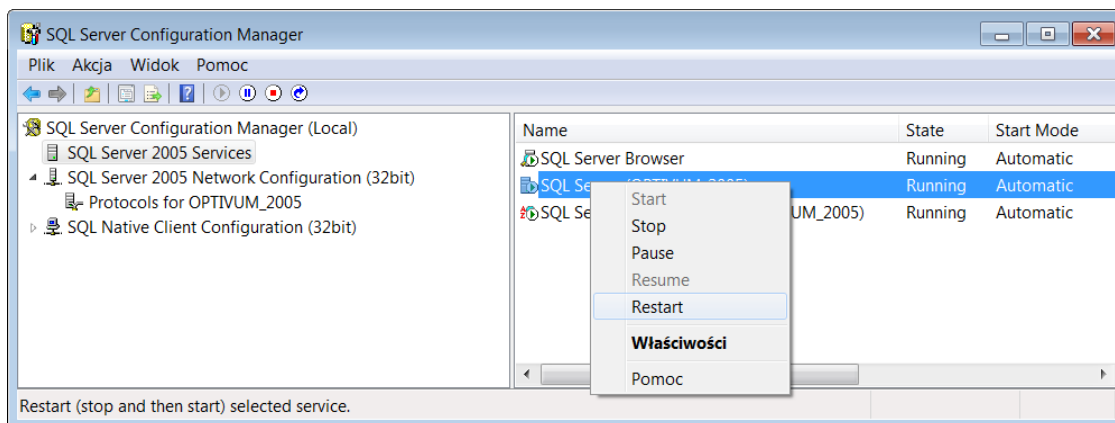 SQL Server Configuration Manager
Plik Akcja Widok Pomoc
SQL Server Configuration Manager (Local)
SQL Server 2005 Services
SQL Server 2005 Network Configuration (32bit)
Protocols for OPTIVUM_2005
SQL Native Client Configuration (32bit)
Name State Start Mode
SQL Server Browser Running Automatic
SQL Running Automatic
SQL UM_2005) Running Automatic
Start
Stop
Pause
Resume
Restart
Właściwości
Pomoc
Restart (stop and then start) selected service.